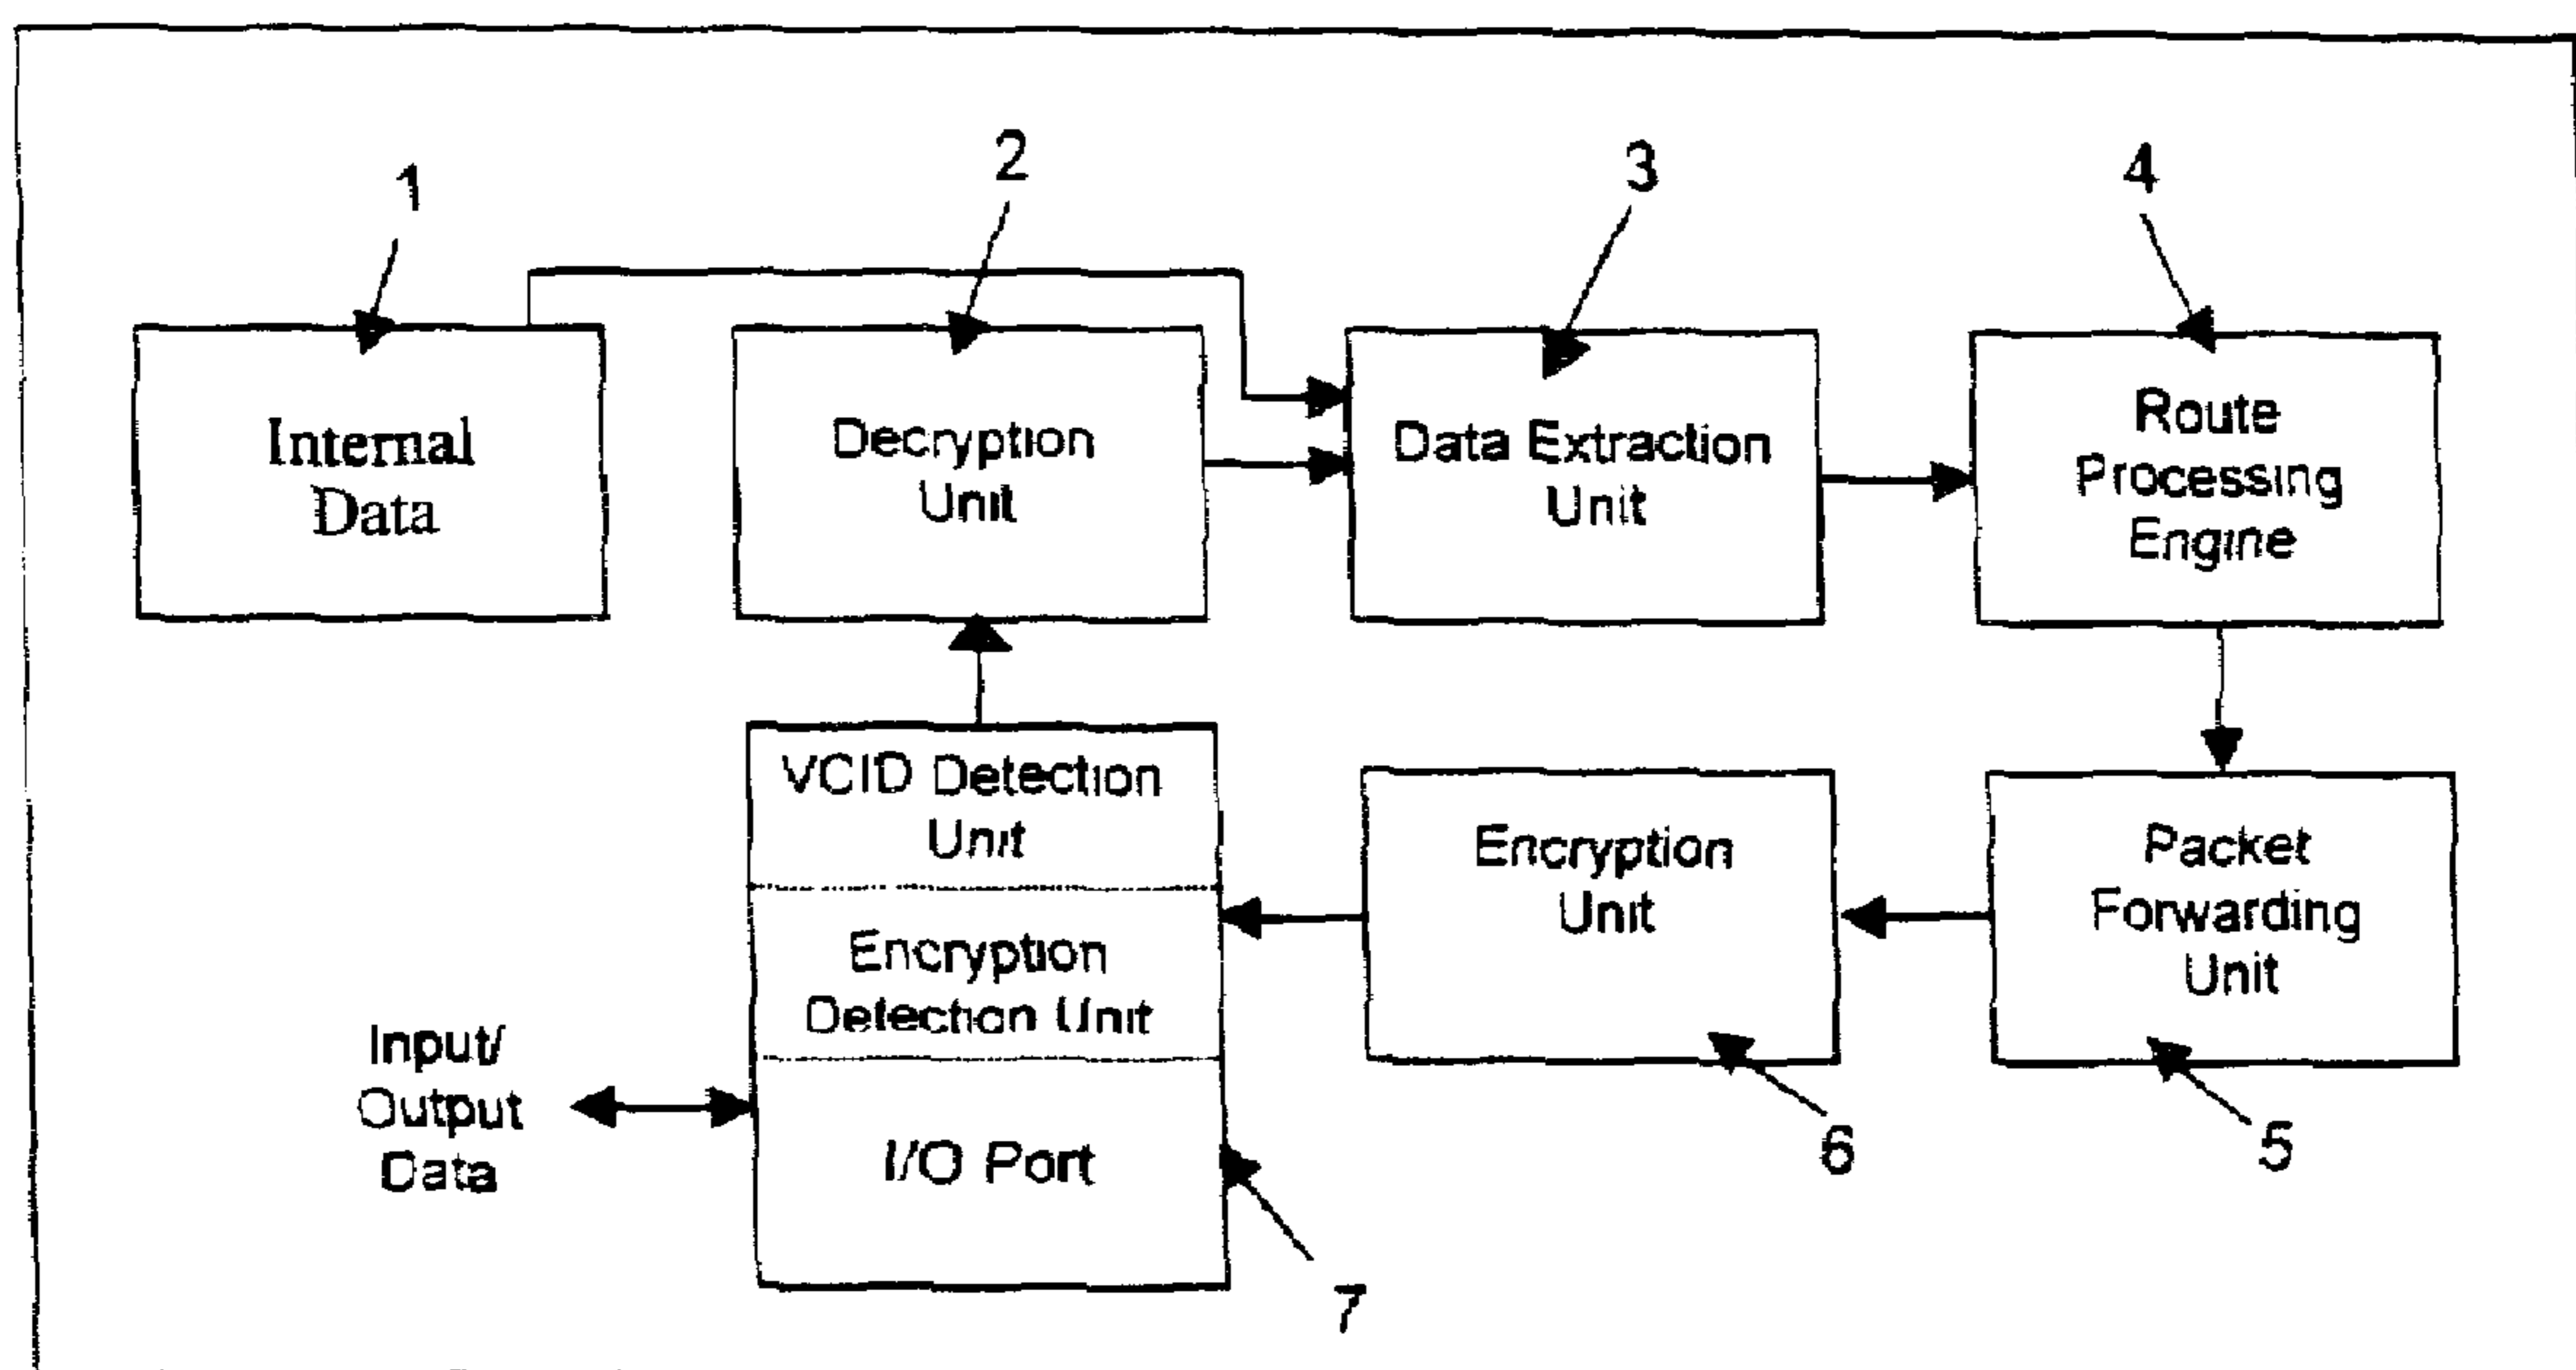 1
2
3
4
Internal
Data
Decryption
Unit
Data Extraction
Unit
Route
Processing
Engine
VCID Detection
Unit
Encryption
Detection Unit
I/O Port
Encryption
Unit
Packet
Forwarding
Unit
Input/
Output
Data
6
5
7